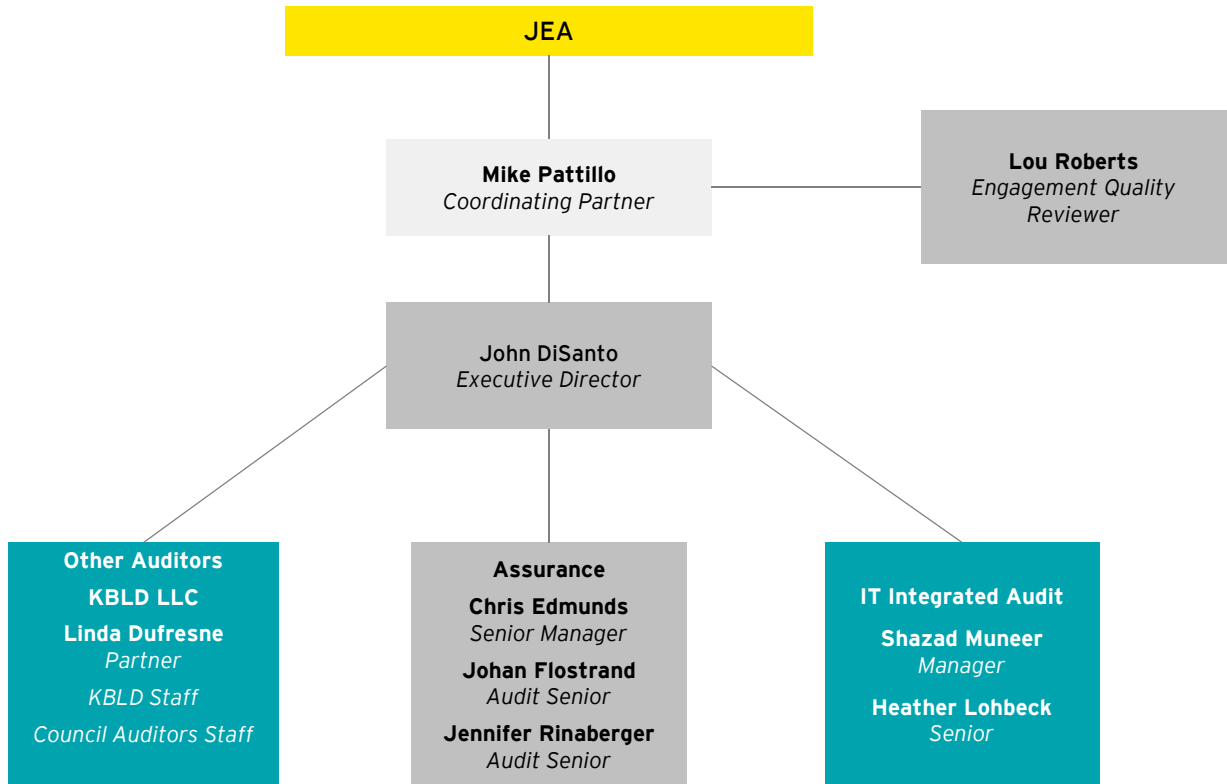 JEA
Mike Pattillo
Coordinating Partner
Lou Roberts
Engagement Quality
Reviewer
John DiSanto
Executive Director
Other Auditors
KBLD LLC
Linda Dufresne
Partner
KBLD Staff
Council Auditors Staff
Assurance
Chris Edmunds
Senior Manager
Johan Flostrand
Audit Senior
Jennifer Rinaberger
Audit Senior
IT Integrated Audit
Shazad Muneer
Manager
Heather Lohbeck
Senior